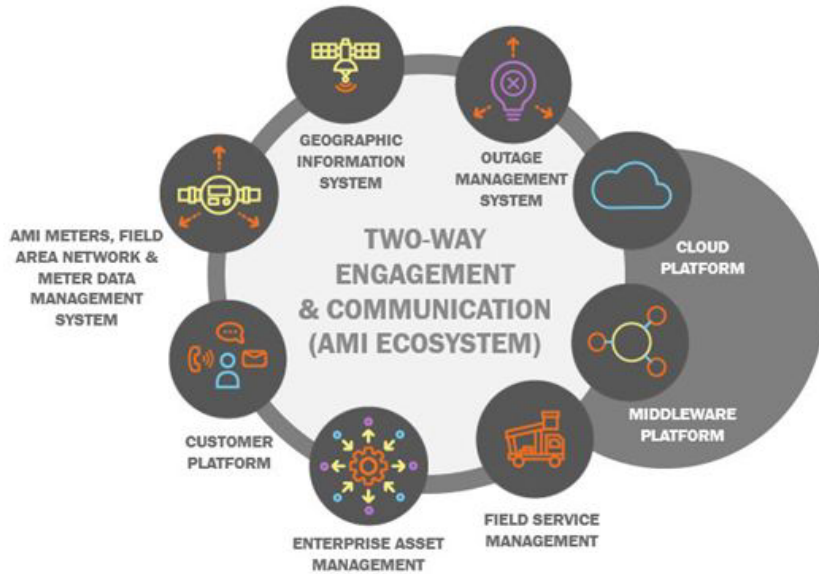 GEOGRAPHIC
INFORMATION
SYSTEM
OUTAGE
MANAGEMENT
SYSTEM
CLOUD
PLATFORM
MIDDLEWARE
PLATFORM
FIELD SERVICE
MANAGEMENT
ENTERPRISE ASSET
MANAGEMENT
CUSTOMER
PLATFORM
AMI METERS, FIELD
AREA NETWORK &
METER DATA
MANAGEMENT
SYSTEM
TWO-WAY
ENGAGEMENT
& COMMUNICATION
(AMI ECOSYSTEM)